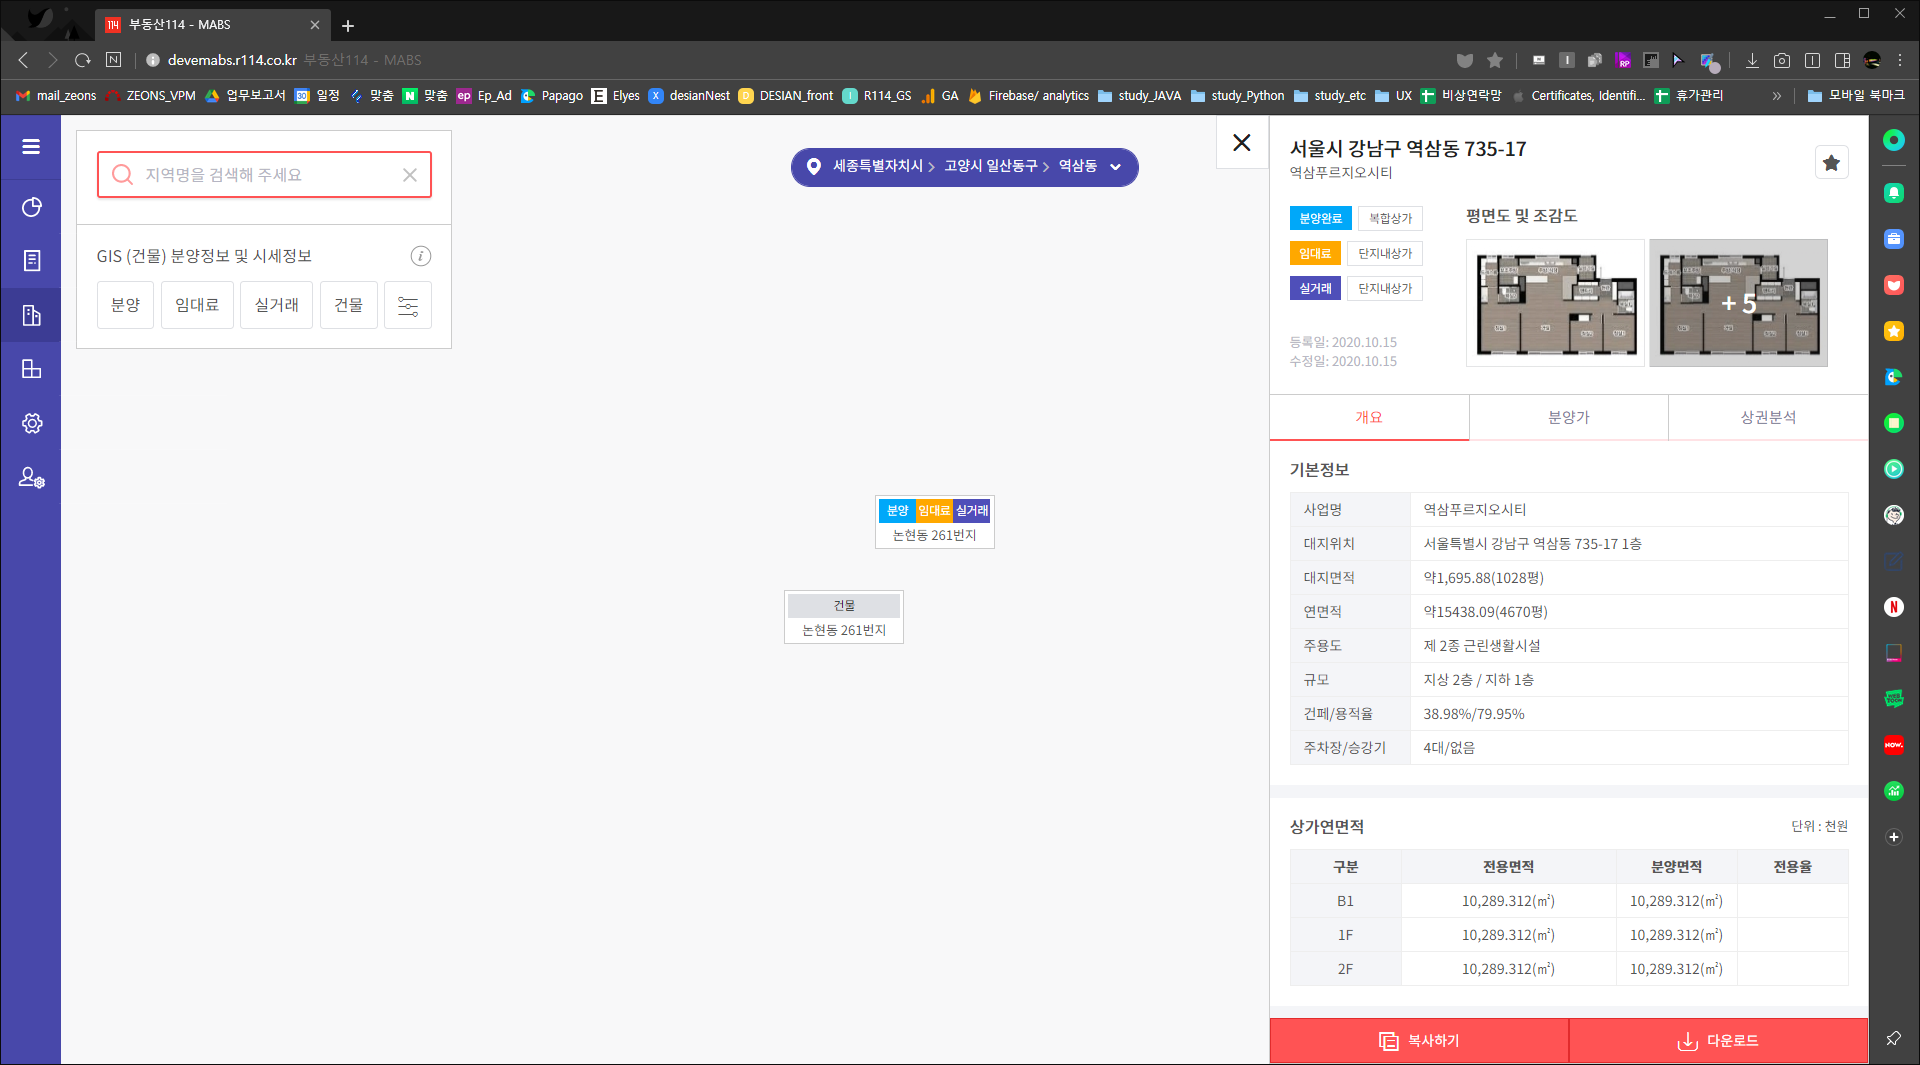 부동산114 - MABS
devemabs.r114.co.kr 부동산114 - MABS
mail_zeons ZEONS_VPM 업무보고서 30 일정 맞춤 N 맞춤 ep Ep_Ad Papago E Elyes X desianNest D DESIAN_front I R114_GS GA Firebase/ analytics study_JAVA study_Python study_etc UX 비상연락망 Certificates, Identifi... 휴가관리 » 모바일 북마크
지역명을 검색해 주세요
GIS (건물) 분양정보 및 시세정보
분양 임대료 실거래 건물
세종특별자치시 > 고양시 일산동구 > 역삼동
분양 임대료 실거래
논현동 261번지
건물
논현동 261번지
서울시 강남구 역삼동 735-17
역삼푸르지오시티
분양완료 복합상가
임대료 단지내상가
실거래 단지내상가
등록일: 2020.10.15
수정일: 2020.10.15
평면도 및 조감도
+ 5
개요 분양가 상권분석
기본정보
사업명 역삼푸르지오시티
대지위치 서울특별시 강남구 역삼동 735-17 1층
대지면적 약1,695.88(1028평)
연면적 약15438.09(4670평)
주용도 제 2종 근린생활시설
규모 지상 2층 / 지하 1층
건페/용적율 38.98%/79.95%
주차장/승강기 4대/없음
상가연면적 단위 : 천원
구분 전용면적 분양면적 전용율
B1 10,289.312(㎡) 10,289.312(㎡)
1F 10,289.312(㎡) 10,289.312(㎡)
2F 10,289.312(㎡) 10,289.312(㎡)
복사하기 다운로드